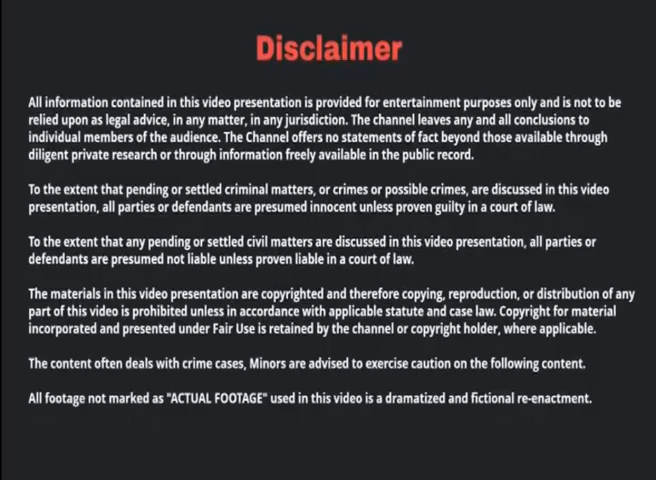 Disclaimer
All information contained in this video presentation is provided for entertainment purposes only and is not to be
relied upon as legal advice, in any matter, in any jurisdiction. The channel leaves any and all conclusions to
individual members of the audience. The Channel offers no statements of fact beyond those available through
diligent private research or through information freely available in the public record.
To the extent that pending or settled criminal matters, or crimes or possible crimes, are discussed in this video
presentation, all parties or defendants are presumed innocent unless proven guilty in a court of law.
To the extent that any pending or settled civil matters are discussed in this video presentation, all parties or
defendants are presumed not liable unless proven liable in a court of law.
The materials in this video presentation are copyrighted and therefore copying, reproduction, or distribution of any
part of this video is prohibited unless in accordance with applicable statute and case law. Copyright for material
incorporated and presented under Fair Use is retained by the channel or copyright holder, where applicable.
The content often deals with crime cases, Minors are advised to exercise caution on the following content.
All footage not marked as "ACTUAL FOOTAGE" used in this video is a dramatized and fictional re-enactment.